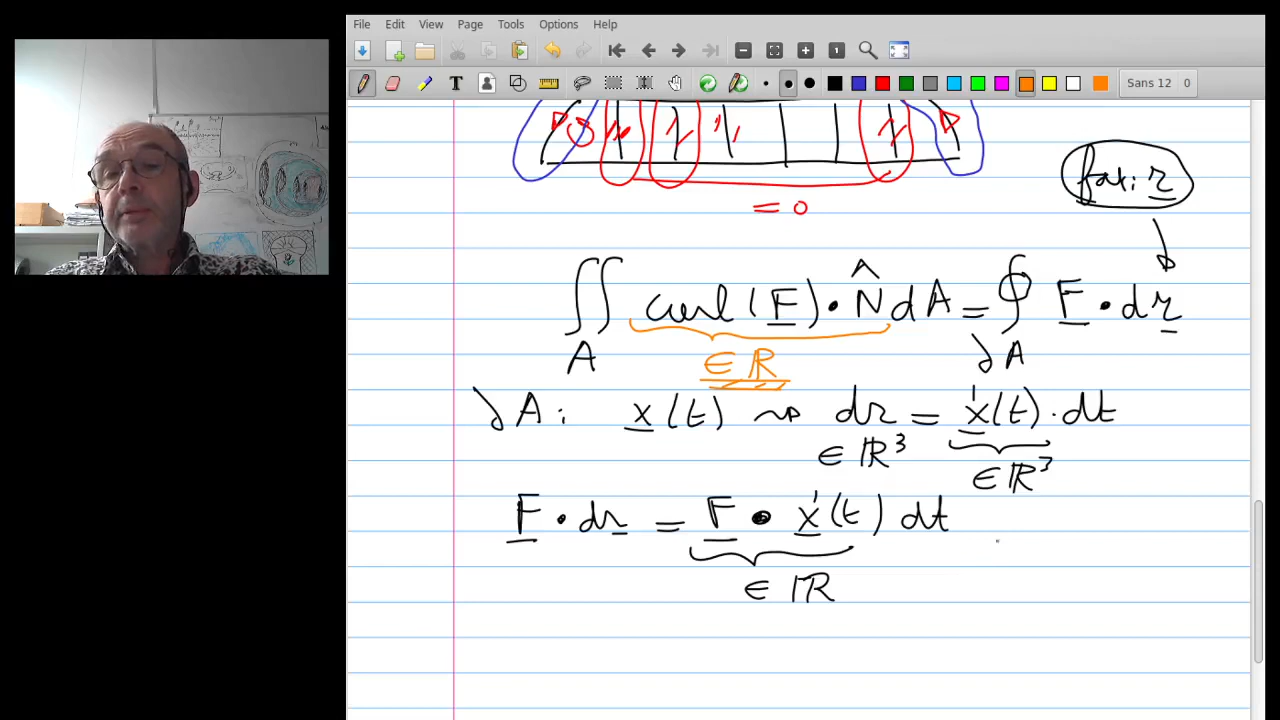 File Edit View Page Tools Options Help
Sans 12 0
= 0
∬_A curl(F) • N̂ dA = ∮_∂A F • dr
∈ ℝ
∂A: x(t) ⇝ dr = x'(t) · dt
∈ ℝ³ ∈ ℝ³
F • dr = F • x'(t) dt
∈ ℝ